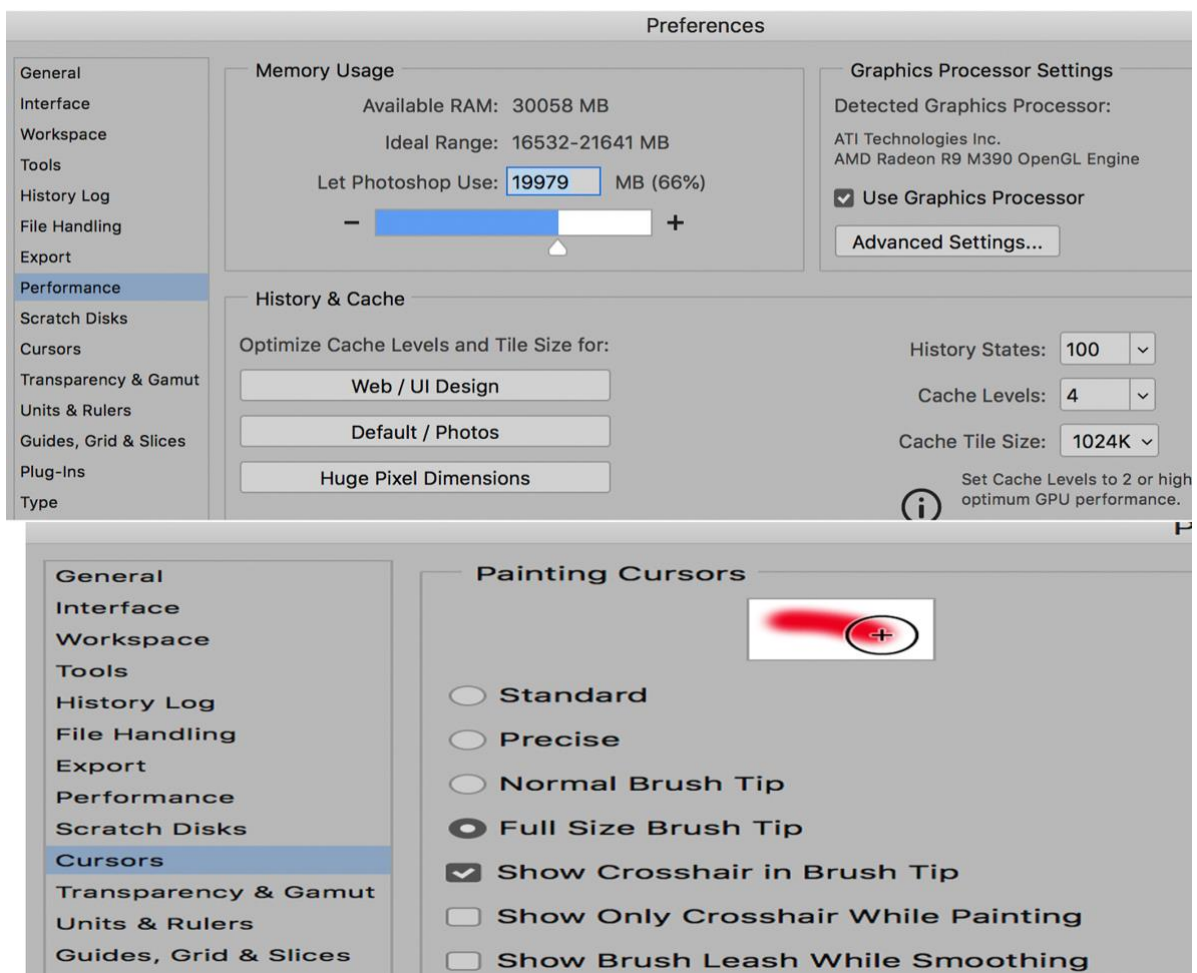 Preferences
General
Interface
Workspace
Tools
History Log
File Handling
Export
Performance
Scratch Disks
Cursors
Transparency & Gamut
Units & Rulers
Guides, Grid & Slices
Plug-Ins
Type
Memory Usage
Available RAM: 30058 MB
Ideal Range: 16532-21641 MB
Let Photoshop Use: 19979 MB (66%)
− +
Graphics Processor Settings
Detected Graphics Processor:
ATI Technologies Inc.
AMD Radeon R9 M390 OpenGL Engine
Use Graphics Processor
Advanced Settings...
History & Cache
Optimize Cache Levels and Tile Size for:
Web / UI Design
Default / Photos
Huge Pixel Dimensions
History States: 100
Cache Levels: 4
Cache Tile Size: 1024K
Set Cache Levels to 2 or high
optimum GPU performance.
General
Interface
Workspace
Tools
History Log
File Handling
Export
Performance
Scratch Disks
Cursors
Transparency & Gamut
Units & Rulers
Guides, Grid & Slices
Painting Cursors
Standard
Precise
Normal Brush Tip
Full Size Brush Tip
Show Crosshair in Brush Tip
Show Only Crosshair While Painting
Show Brush Leash While Smoothing